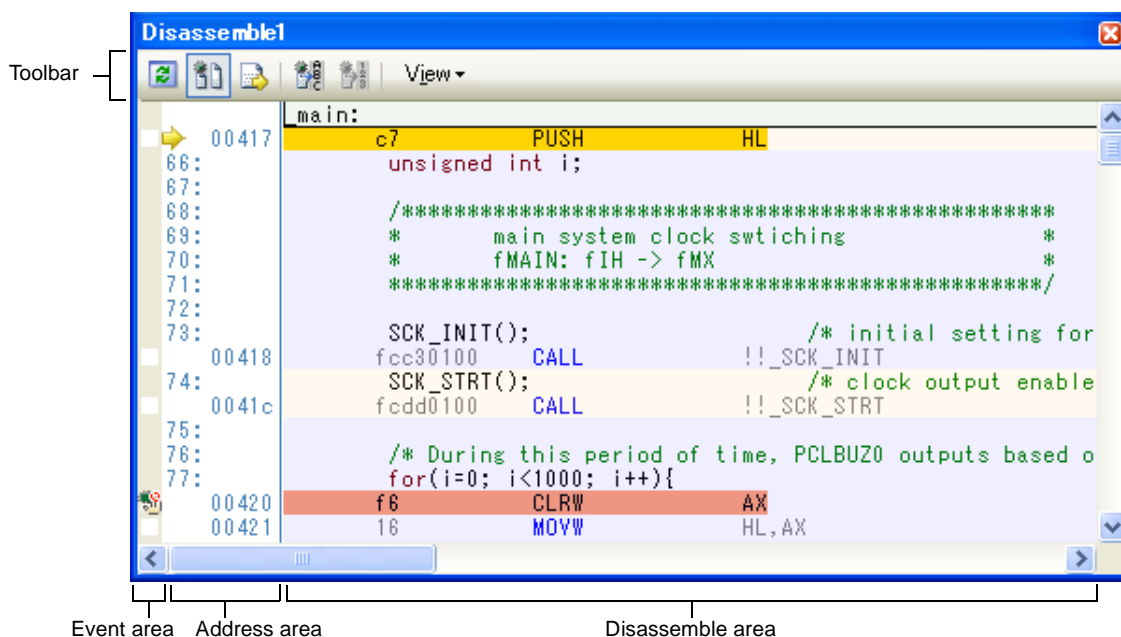 Disassemble1
Toolbar
View
_main:
00417 c7 PUSH HL
66: unsigned int i;
67:
68: /**************************************************
69: * main system clock swtiching *
70: * fMAIN: fIH -> fMX *
71: **************************************************/
72:
73: SCK_INIT(); /* initial setting for
00418 fcc30100 CALL !!_SCK_INIT
74: SCK_STRT(); /* clock output enable
0041c fcdd0100 CALL !!_SCK_STRT
75:
76: /* During this period of time, PCLBUZ0 outputs based o
77: for(i=0; i<1000; i++){
00420 f6 CLRW AX
00421 16 MOVW HL,AX
Event area Address area Disassemble area